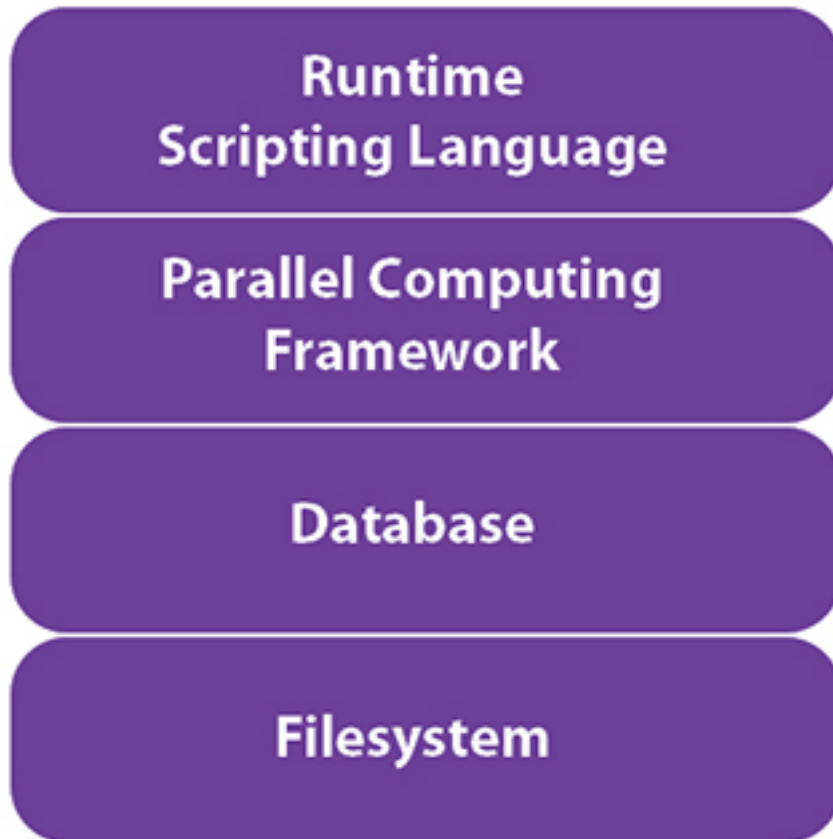 Runtime
Scripting Language
Parallel Computing
Framework
Database
Filesystem